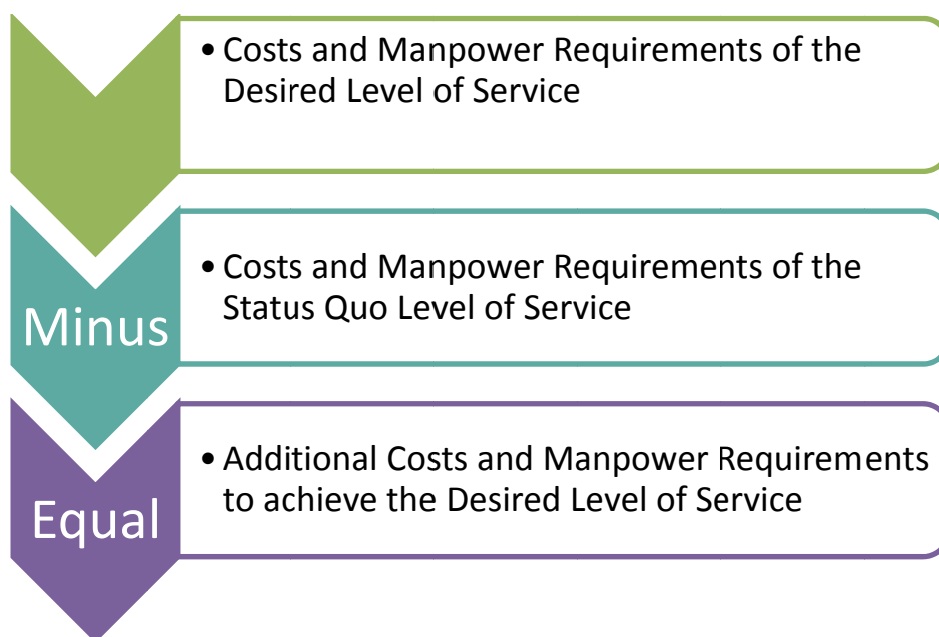 • Costs and Manpower Requirements of the
Desired Level of Service
Minus
• Costs and Manpower Requirements of the
Status Quo Level of Service
Equal
• Additional Costs and Manpower Requirements
to achieve the Desired Level of Service